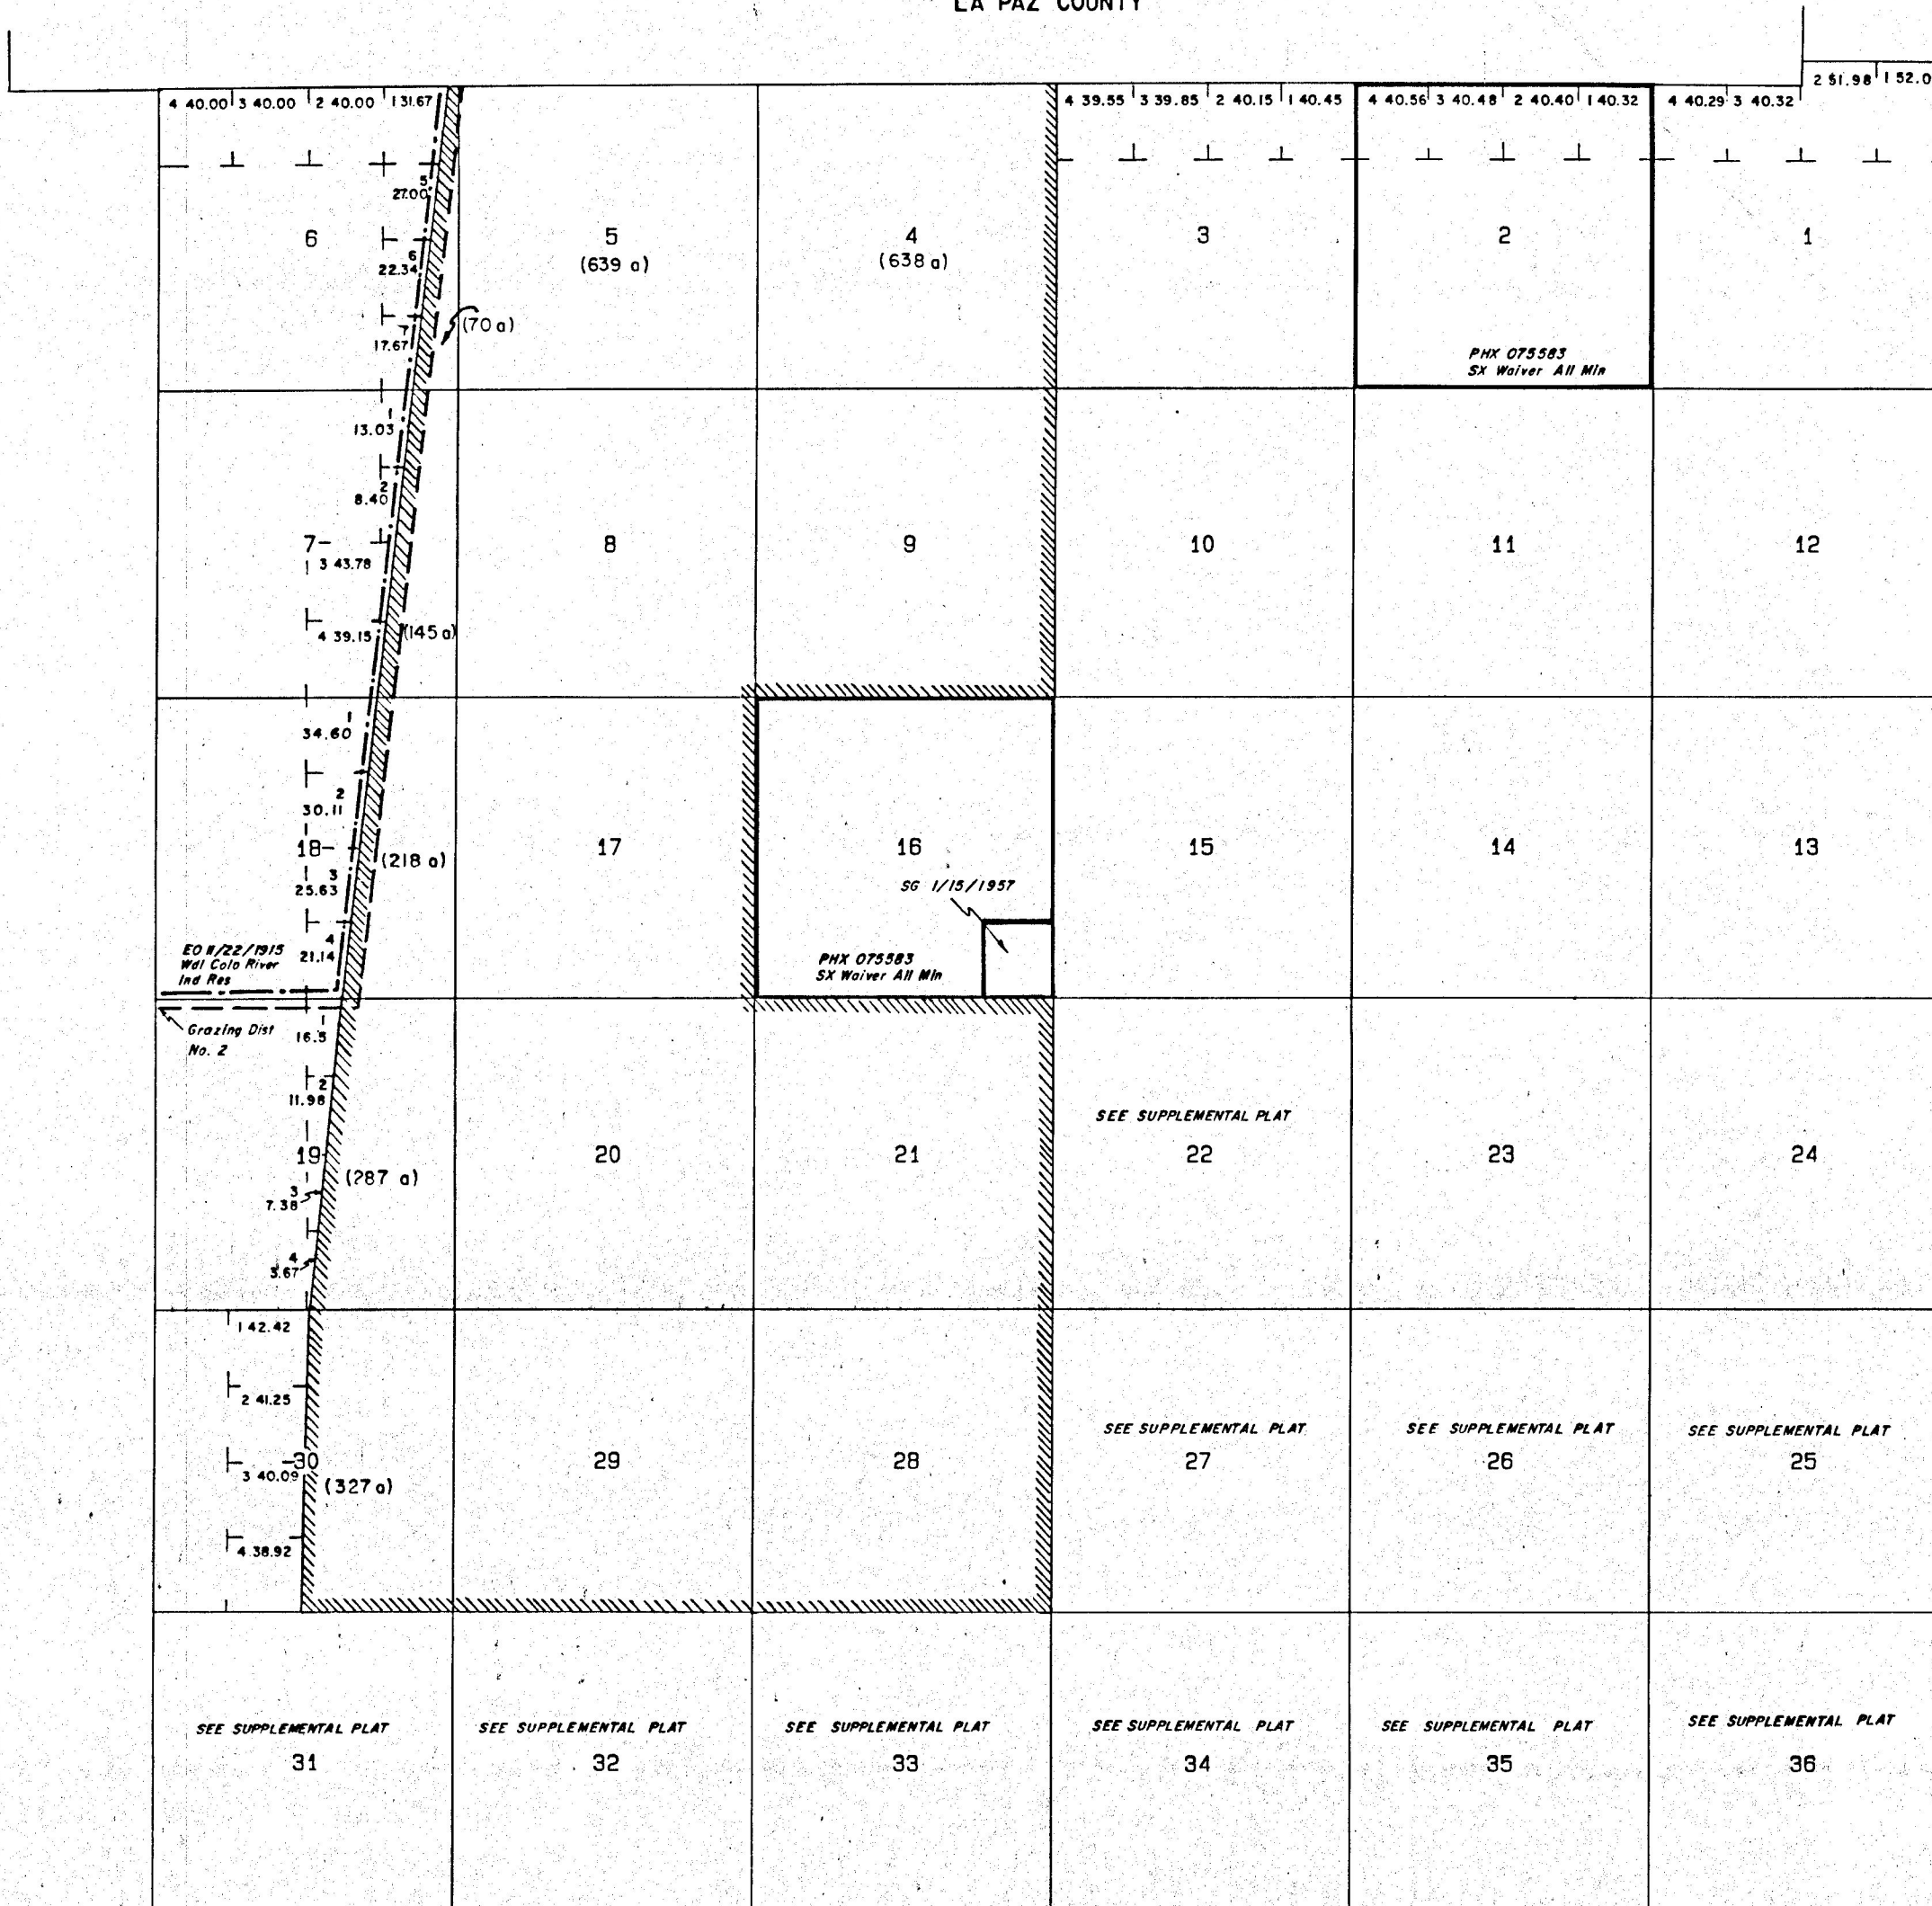 LA PAZ COUNTY
2 51.98 1 52.0
4 40.00 3 40.00 2 40.00 1 31.67
4 39.55 3 39.85 2 40.15 1 40.45
4 40.56 3 40.48 2 40.40 1 40.32
4 40.29 3 40.32
5
27.00
6
5
(639 a)
4
(638 a)
3
2
1
6
22.34
(70 a)
7
17.67
PHX 075583
SX Waiver All Min
1
13.03
2
8.40
7
3 43.78
8
9
10
11
12
4 39.15
(145 a)
1
34.60
2
30.11
18
(218 a)
17
16
15
14
13
3
25.63
SG 1/15/1957
4
21.14
EO 11/22/1915
Wdl Colo River
Ind Res
PHX 075583
SX Waiver All Min
Grazing Dist
No. 2
1
16.5
2
11.98
SEE SUPPLEMENTAL PLAT
19
20
21
22
23
24
(287 a)
3
7.38
4
3.67
1 42.42
2 41.25
SEE SUPPLEMENTAL PLAT
SEE SUPPLEMENTAL PLAT
SEE SUPPLEMENTAL PLAT
30
29
28
27
26
25
3 40.09
(327 a)
4 38.92
SEE SUPPLEMENTAL PLAT
SEE SUPPLEMENTAL PLAT
SEE SUPPLEMENTAL PLAT
SEE SUPPLEMENTAL PLAT
SEE SUPPLEMENTAL PLAT
SEE SUPPLEMENTAL PLAT
31
32
33
34
35
36